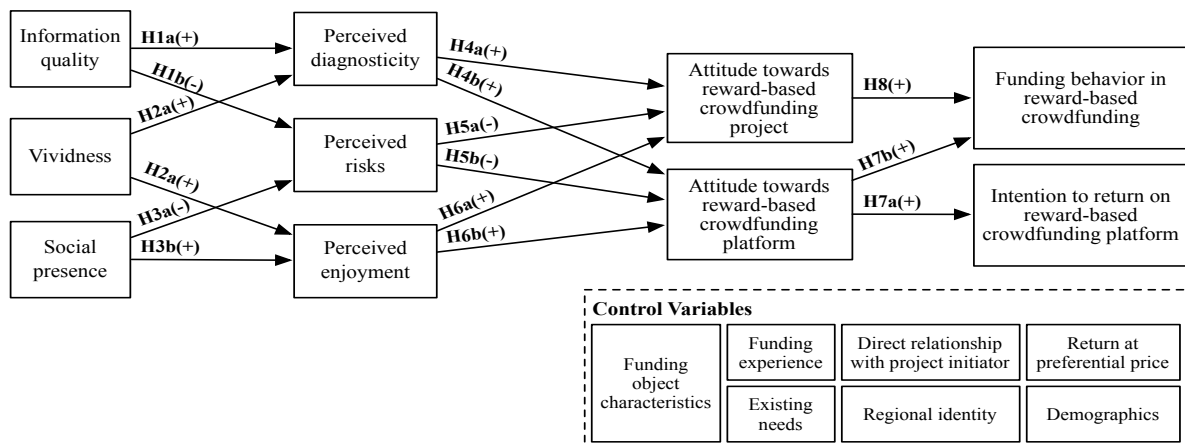 Information
quality
Vividness
Social
presence
H1a(+)
H1b(-)
H2a(+)
H2a(+)
H3a(-)
H3b(+)
Perceived
diagnosticity
Perceived
risks
Perceived
enjoyment
H4a(+)
H4b(+)
H5a(-)
H5b(-)
H6a(+)
H6b(+)
Attitude towards
reward-based
crowdfunding
project
Attitude towards
reward-based
crowdfunding
platform
H8(+)
H7b(+)
H7a(+)
Funding behavior in
reward-based
crowdfunding
Intention to return on
reward-based
crowdfunding platform
Control Variables
Funding
object
characteristics
Funding
experience
Direct relationship
with project initiator
Return at
preferential price
Existing
needs
Regional identity
Demographics